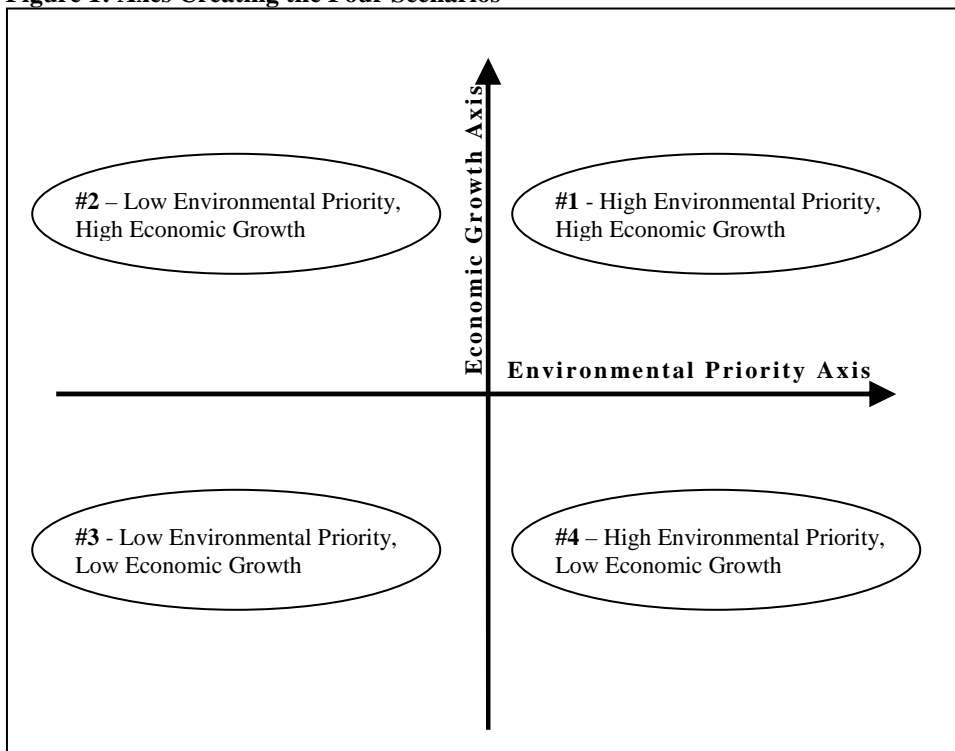 Figure 1: Axes Creating the Four Scenarios
Economic Growth Axis
#2 – Low Environmental Priority,
High Economic Growth
#1 - High Environmental Priority,
High Economic Growth
Environmental Priority Axis
#3 - Low Environmental Priority,
Low Economic Growth
#4 – High Environmental Priority,
Low Economic Growth